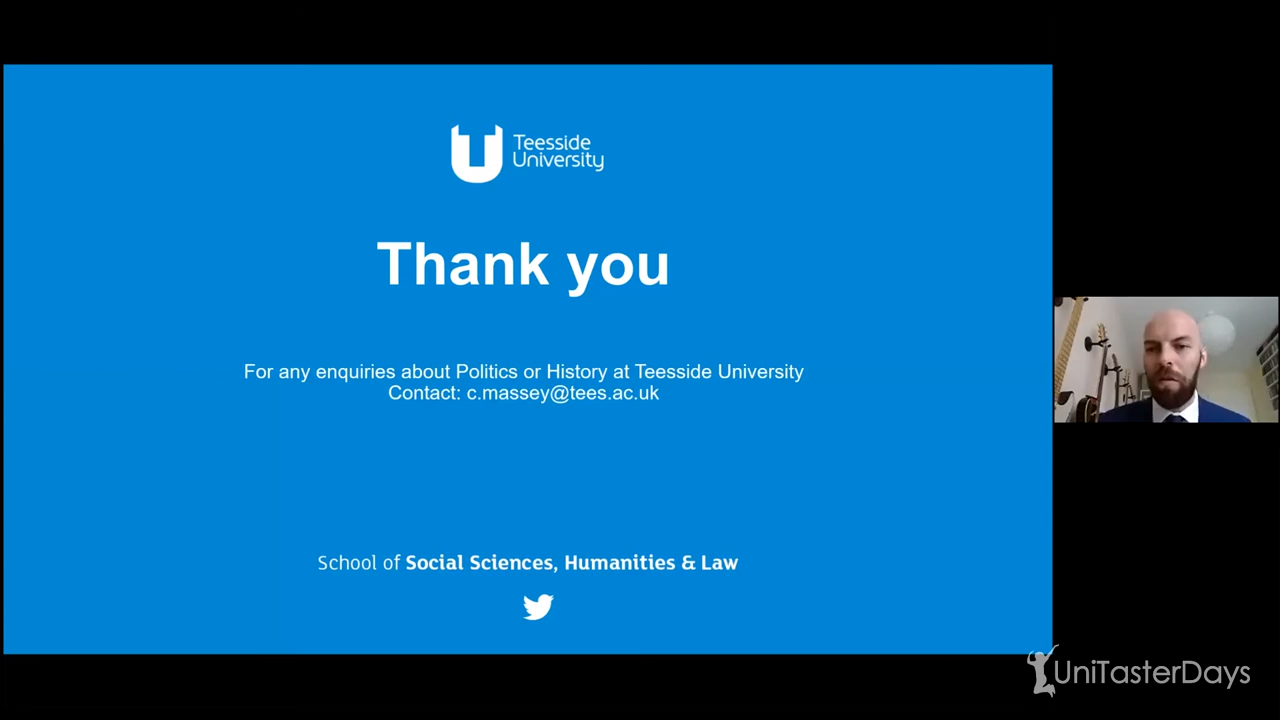 Teesside
University
Thank you
For any enquiries about Politics or History at Teesside University
Contact: c.massey@tees.ac.uk
School of Social Sciences, Humanities & Law
UniTasterDays